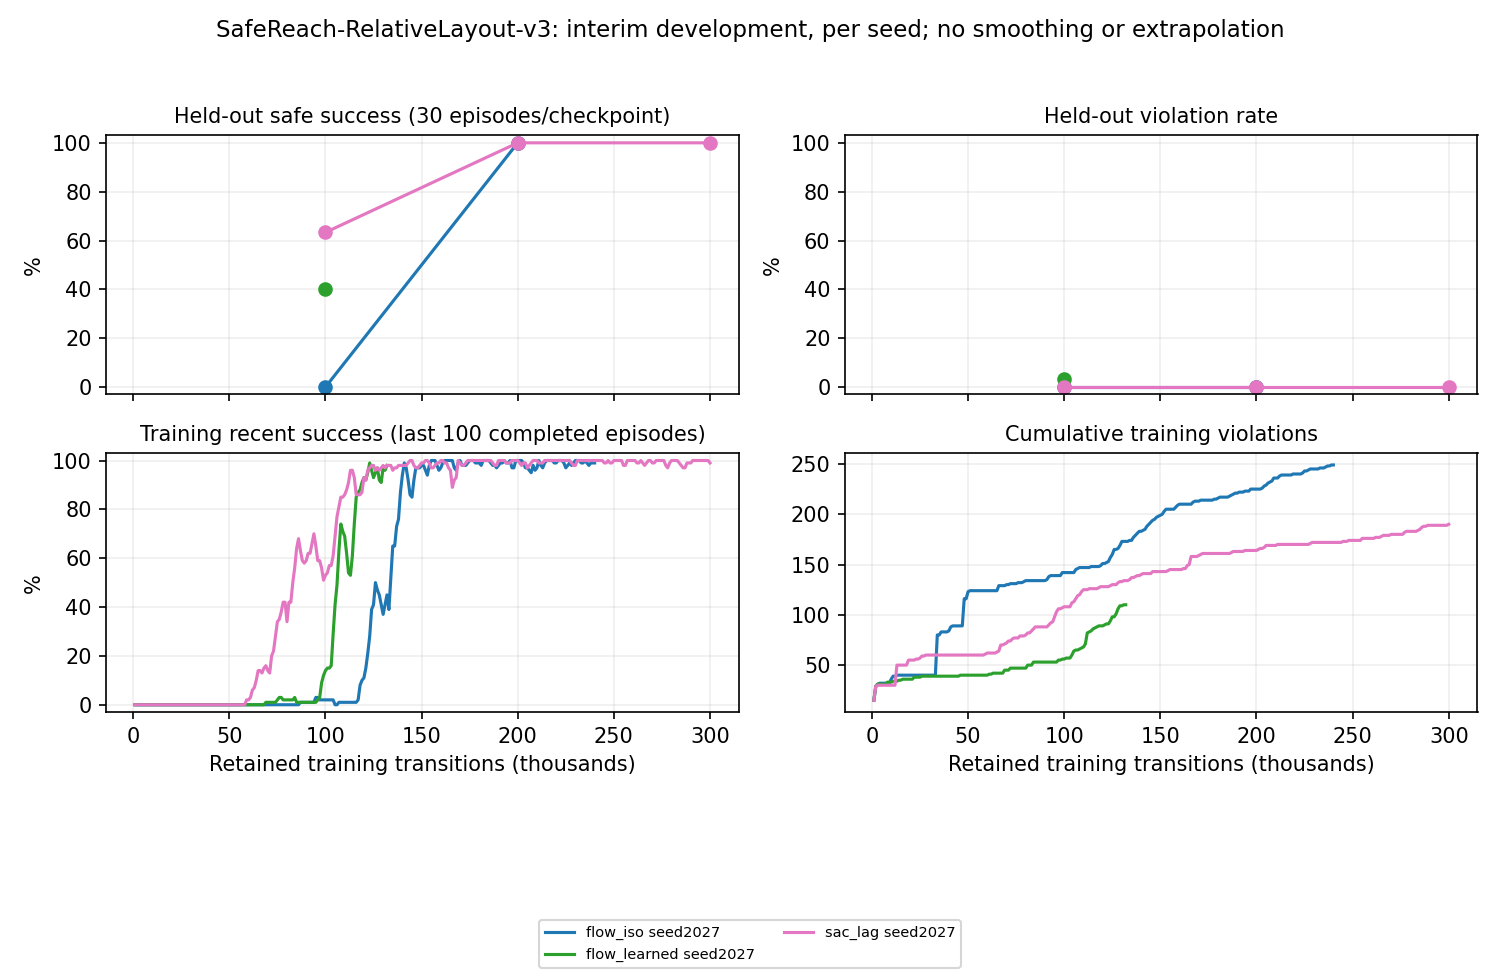 SafeReach-RelativeLayout-v3: interim development, per seed; no smoothing or extrapolation
Held-out safe success (30 episodes/checkpoint)
100
80
60
40
20
0
%
Held-out violation rate
100
80
60
40
20
0
%
Training recent success (last 100 completed episodes)
100
80
60
40
20
0
%
0 50 100 150 200 250 300
Retained training transitions (thousands)
Cumulative training violations
250
200
150
100
50
0 50 100 150 200 250 300
Retained training transitions (thousands)
flow_iso seed2027
flow_learned seed2027
sac_lag seed2027